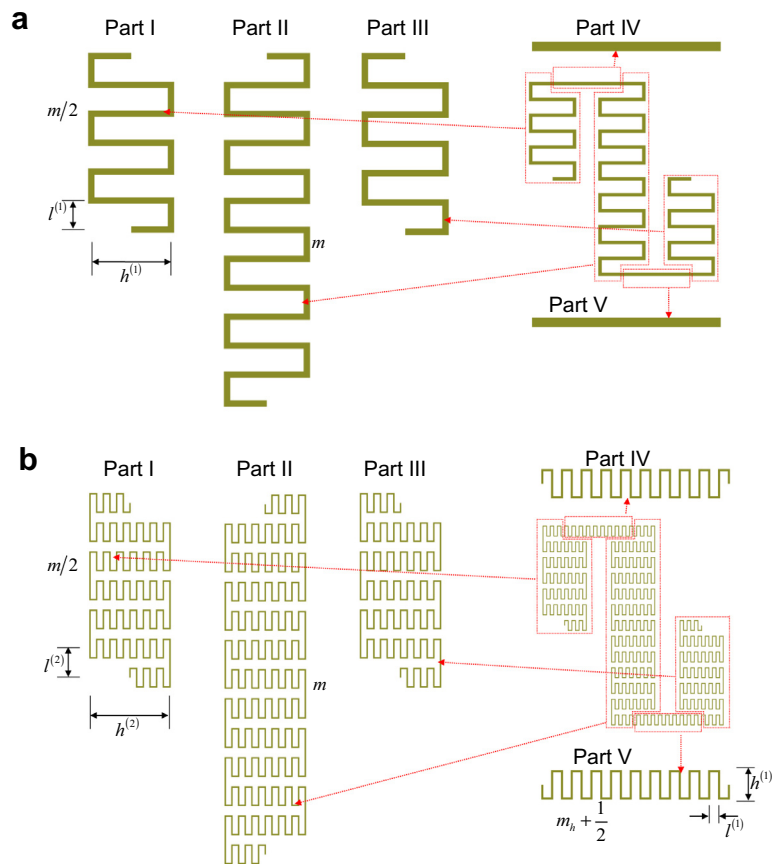 a
Part I
Part II
Part III
Part IV
m/2
l^{(1)}
h^{(1)}
m
Part V
b
Part I
Part II
Part III
Part IV
m/2
l^{(2)}
h^{(2)}
m
Part V
h^{(1)}
m_h + \frac{1}{2}
l^{(1)}